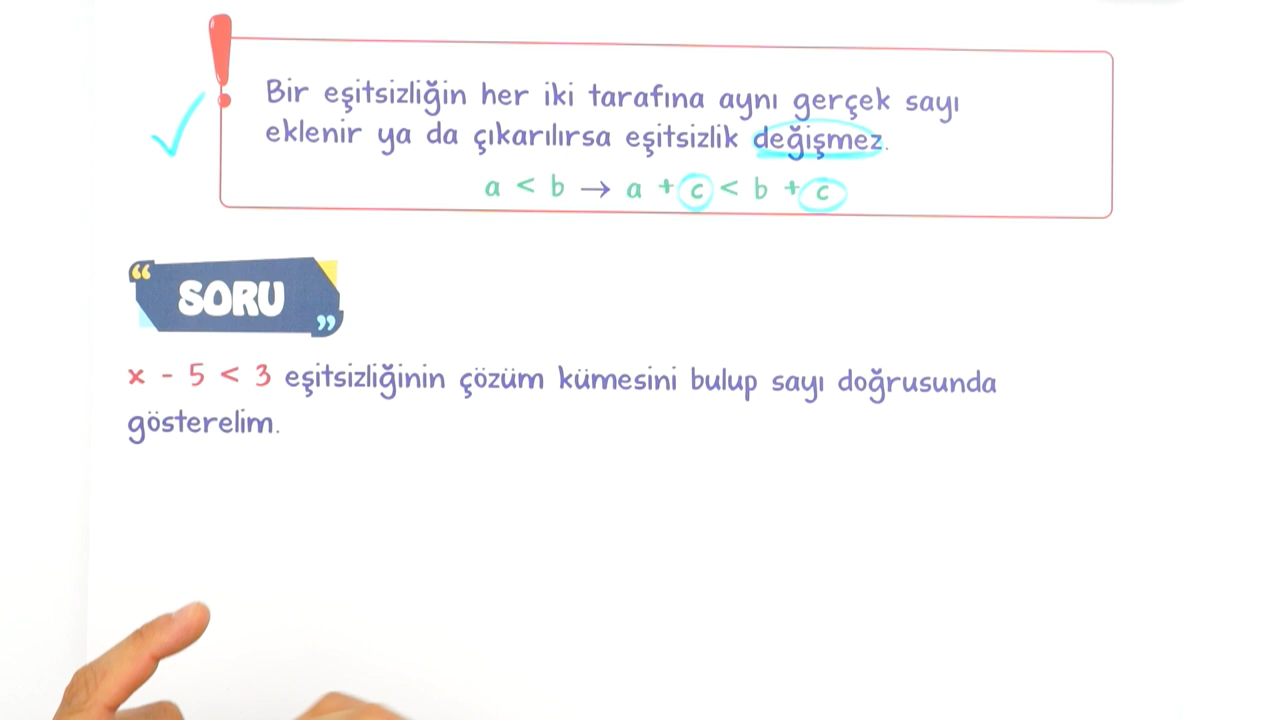 Bir eşitsizliğin her iki tarafına aynı gerçek sayı
eklenir ya da çıkarılırsa eşitsizlik değişmez.
a < b → a + c < b + c
“ SORU ”
x - 5 < 3 eşitsizliğinin çözüm kümesini bulup sayı doğrusunda
gösterelim.